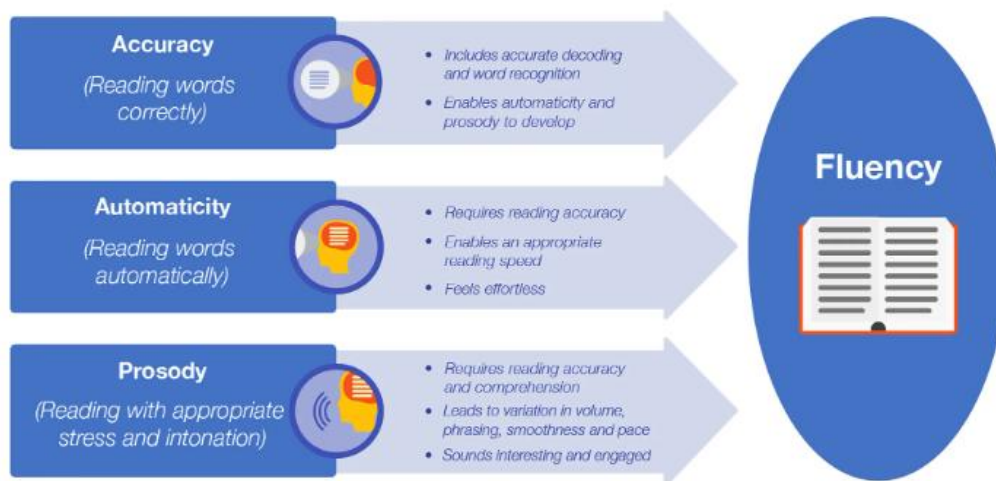 Accuracy
(Reading words
correctly)
• Includes accurate decoding
and word recognition
• Enables automaticity and
prosody to develop
Automaticity
(Reading words
automatically)
• Requires reading accuracy
• Enables an appropriate
reading speed
• Feels effortless
Prosody
(Reading with appropriate
stress and intonation)
• Requires reading accuracy
and comprehension
• Leads to variation in volume,
phrasing, smoothness and pace
• Sounds interesting and engaged
Fluency